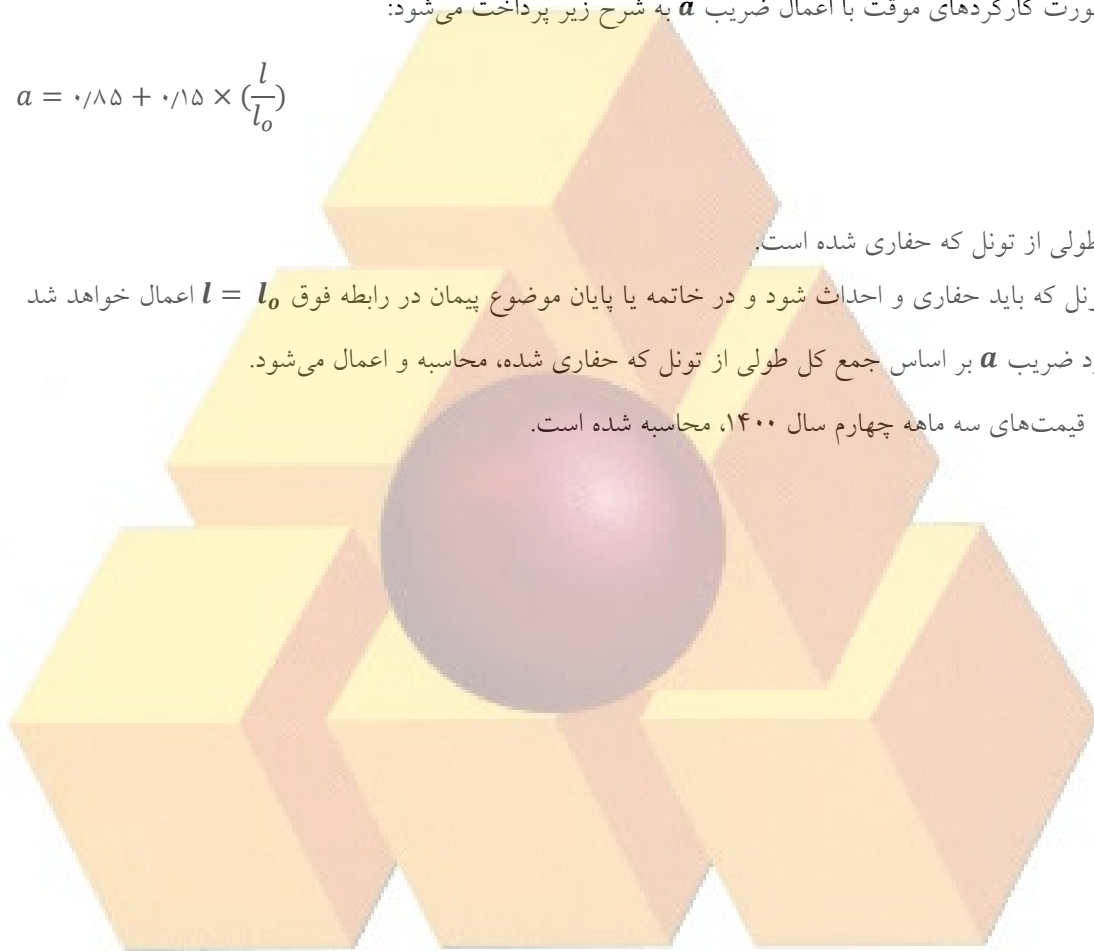 ورت کارکردهای موقت با اعمال ضریب a به شرح زیر پرداخت می‌شود:
a = ۰/۸۵ + ۰/۱۵ × (l/lo)
طولی از تونل که حفاری شده است.
نل که باید حفاری و احداث شود و در خاتمه یا پایان موضوع پیمان در رابطه فوق l = lo اعمال خواهد شد
د ضریب a بر اساس جمع کل طولی از تونل که حفاری شده، محاسبه و اعمال می‌شود.
قیمت‌های سه ماهه چهارم سال ۱۴۰۰، محاسبه شده است.